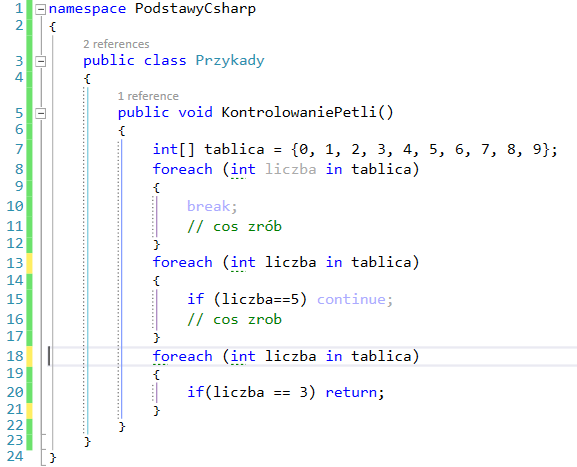 1 namespace PodstawyCsharp
2 {
2 references
3 public class Przykady
4 {
1 reference
5 public void KontrolowaniePetli()
6 {
7 int[] tablica = {0, 1, 2, 3, 4, 5, 6, 7, 8, 9};
8 foreach (int liczba in tablica)
9 {
10 break;
11 // cos zrób
12 }
13 foreach (int liczba in tablica)
14 {
15 if (liczba==5) continue;
16 // cos zrob
17 }
18 foreach (int liczba in tablica)
19 {
20 if(liczba == 3) return;
21 }
22 }
23 }
24 }